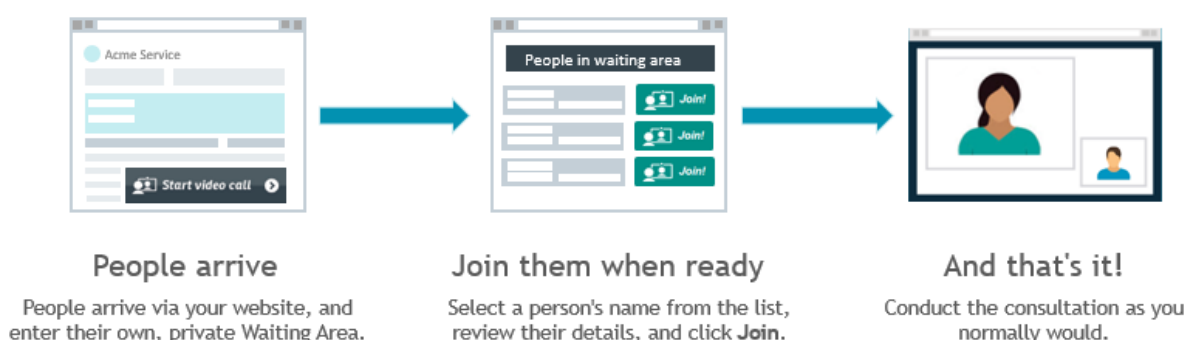 Acme Service
Start video call
People in waiting area
Join!
Join!
Join!
People arrive
People arrive via your website, and
enter their own, private Waiting Area.
Join them when ready
Select a person's name from the list,
review their details, and click Join.
And that's it!
Conduct the consultation as you
normally would.